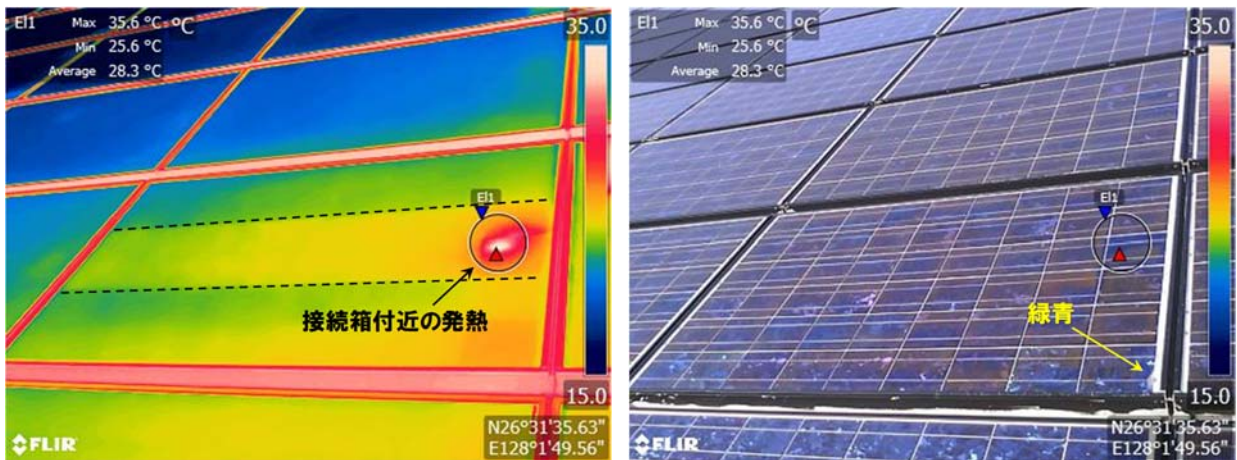 El1 Max 35.6 °C °C
Min 25.6 °C
Average 28.3 °C
35.0
El1
接続箱付近の発熱
15.0
N26°31'35.63"
E128°1'49.56"
FLIR
El1 Max 35.6 °C °C
Min 25.6 °C
Average 28.3 °C
35.0
El1
緑青
15.0
N26°31'35.63"
E128°1'49.56"
FLIR